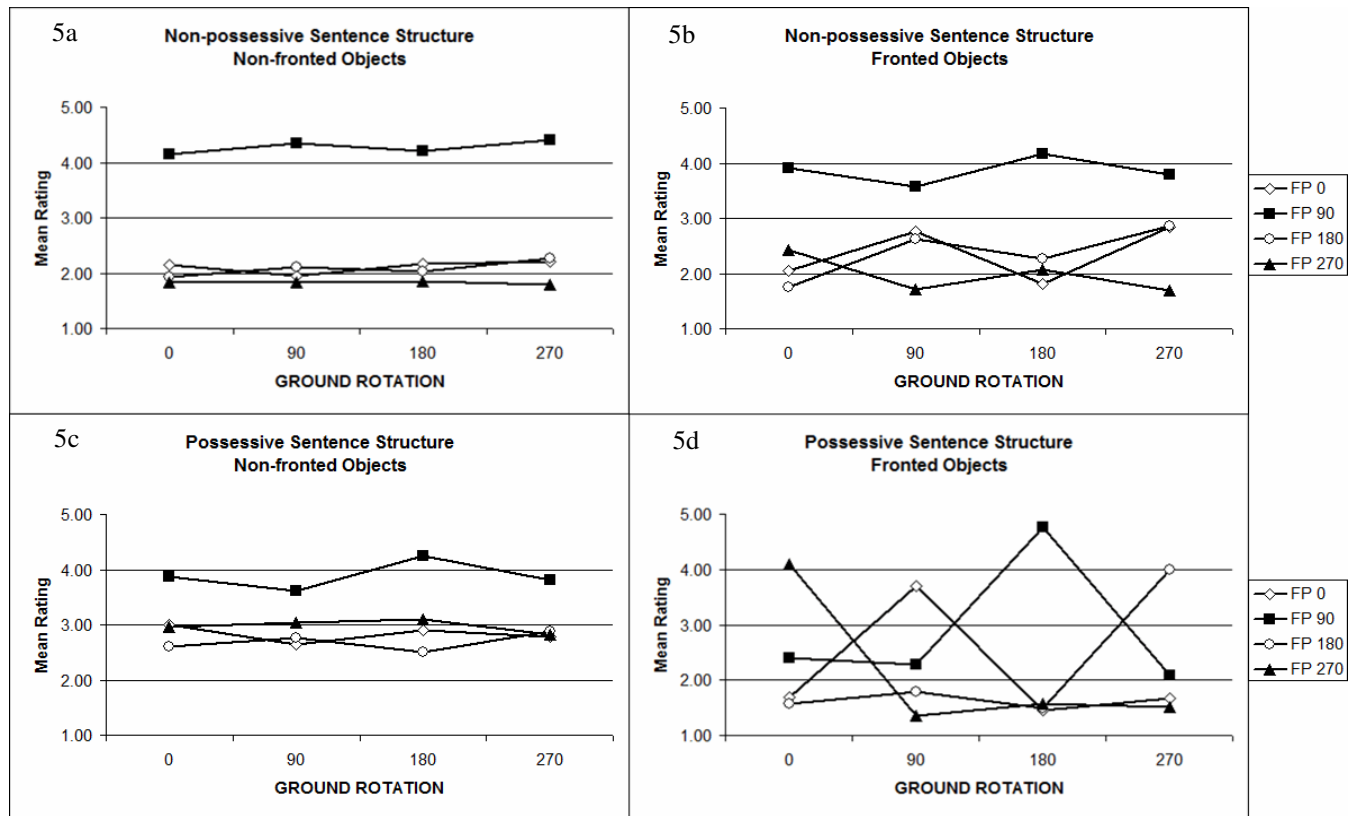 5a
Non-possessive Sentence Structure
Non-fronted Objects
5.00
4.00
3.00
2.00
1.00
Mean Rating
0 90 180 270
GROUND ROTATION
5b
Non-possessive Sentence Structure
Fronted Objects
5.00
4.00
3.00
2.00
1.00
Mean Rating
0 90 180 270
GROUND ROTATION
FP 0
FP 90
FP 180
FP 270
5c
Possessive Sentence Structure
Non-fronted Objects
5.00
4.00
3.00
2.00
1.00
Mean Rating
0 90 180 270
GROUND ROTATION
5d
Possessive Sentence Structure
Fronted Objects
5.00
4.00
3.00
2.00
1.00
Mean Rating
0 90 180 270
GROUND ROTATION
FP 0
FP 90
FP 180
FP 270